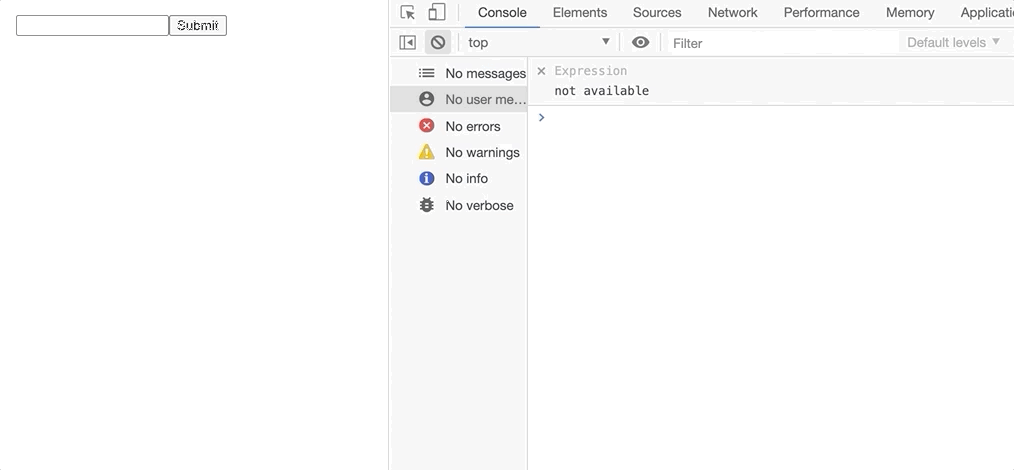 Submit
Console Elements Sources Network Performance Memory Applicati
top Filter Default levels
No messages
No user me...
No errors
No warnings
No info
No verbose
Expression
not available